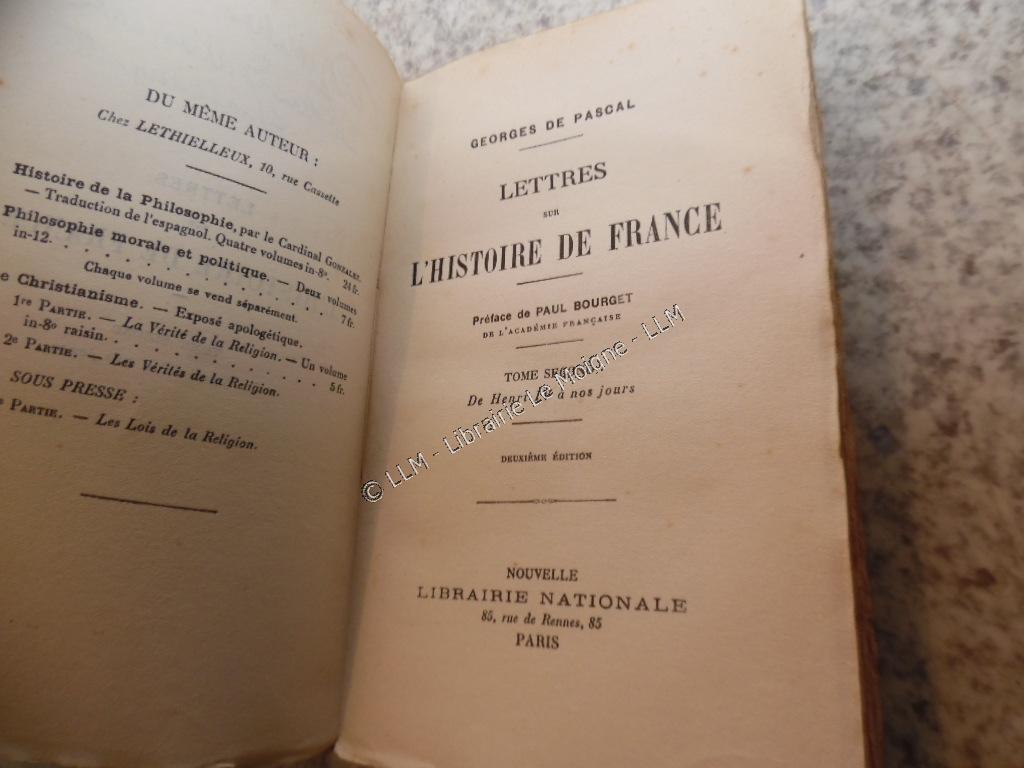 DU MÊME AUTEUR :
Chez LETHIELLEUX, 10, rue Cassette
Histoire de la Philosophie, par le Cardinal GONZALEZ.
— Traduction de l'espagnol. Quatre volumes in-8º. 24 fr.
Philosophie morale et politique. — Deux volumes
in-12. . . . . . . . . . . . 7 fr.
Chaque volume se vend séparément.
e Christianisme. — Exposé apologétique.
1re PARTIE. — La Vérité de la Religion. — Un volume
in-8º raisin. . . . . . . . . . . . 5 fr.
2e PARTIE. — Les Vérités de la Religion.
SOUS PRESSE :
PARTIE. — Les Lois de la Religion.
GEORGES DE PASCAL
LETTRES
SUR
L'HISTOIRE DE FRANCE
Préface de PAUL BOURGET
DE L'ACADÉMIE FRANÇAISE
TOME
De Henri à nos jours
DEUXIÈME ÉDITION
NOUVELLE
LIBRAIRIE NATIONALE
85, rue de Rennes, 85
PARIS
© LLM - Librairie Le Moigne - LLM